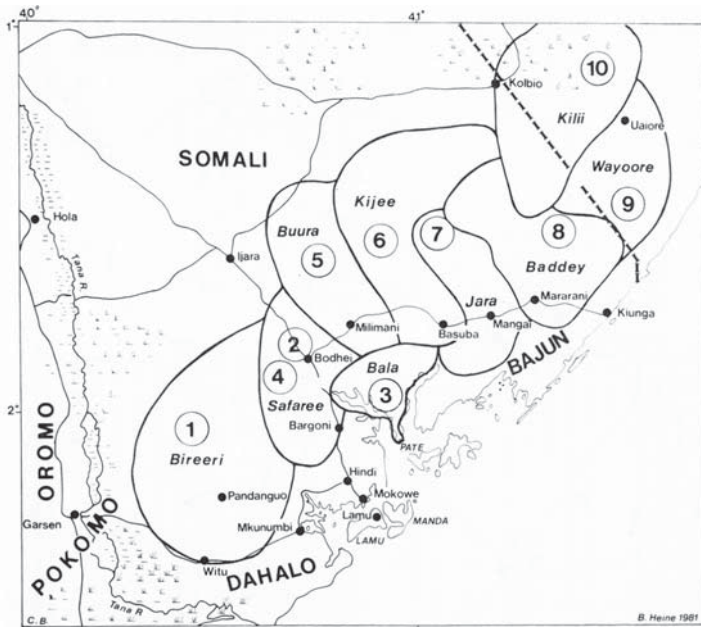 40
41
1°
10
Kolbio
Kilii
Uaiore
SOMALI
Wayoore
Kijee
Hola
Buura
7
8
9
6
5
Ijara
Baddey
Tana R.
Jara
Mararani
Milimani
Basuba
Mangai
Kiunga
2
Bodhei
BAJUN
Bala
4
3
2°
Safaree
1
Bargoni
Bireeri
PATE
OROMO
Hindi
Pandanguo
Mokowe
Garsen
Lamu
MANDA
Mkunumbi
LAMU
POKOMO
Witu
DAHALO
Tana R
C. B.
B. Heine 1981